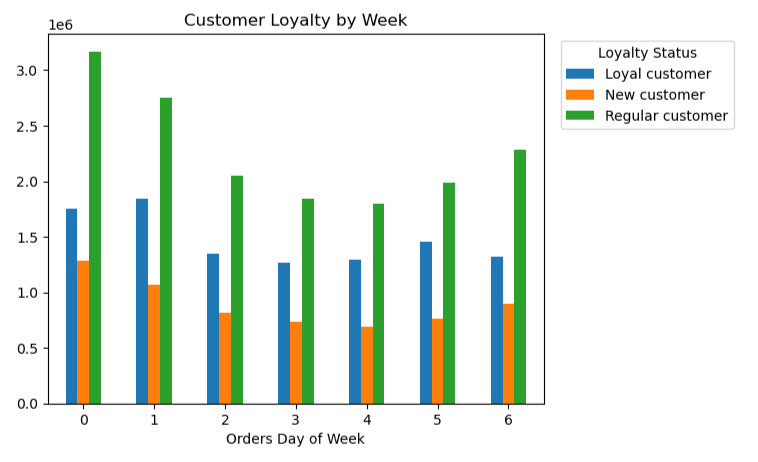 Customer Loyalty by Week
1e6
3.0
2.5
2.0
1.5
1.0
0.5
0.0
0 1 2 3 4 5 6
Orders Day of Week
Loyalty Status
Loyal customer
New customer
Regular customer